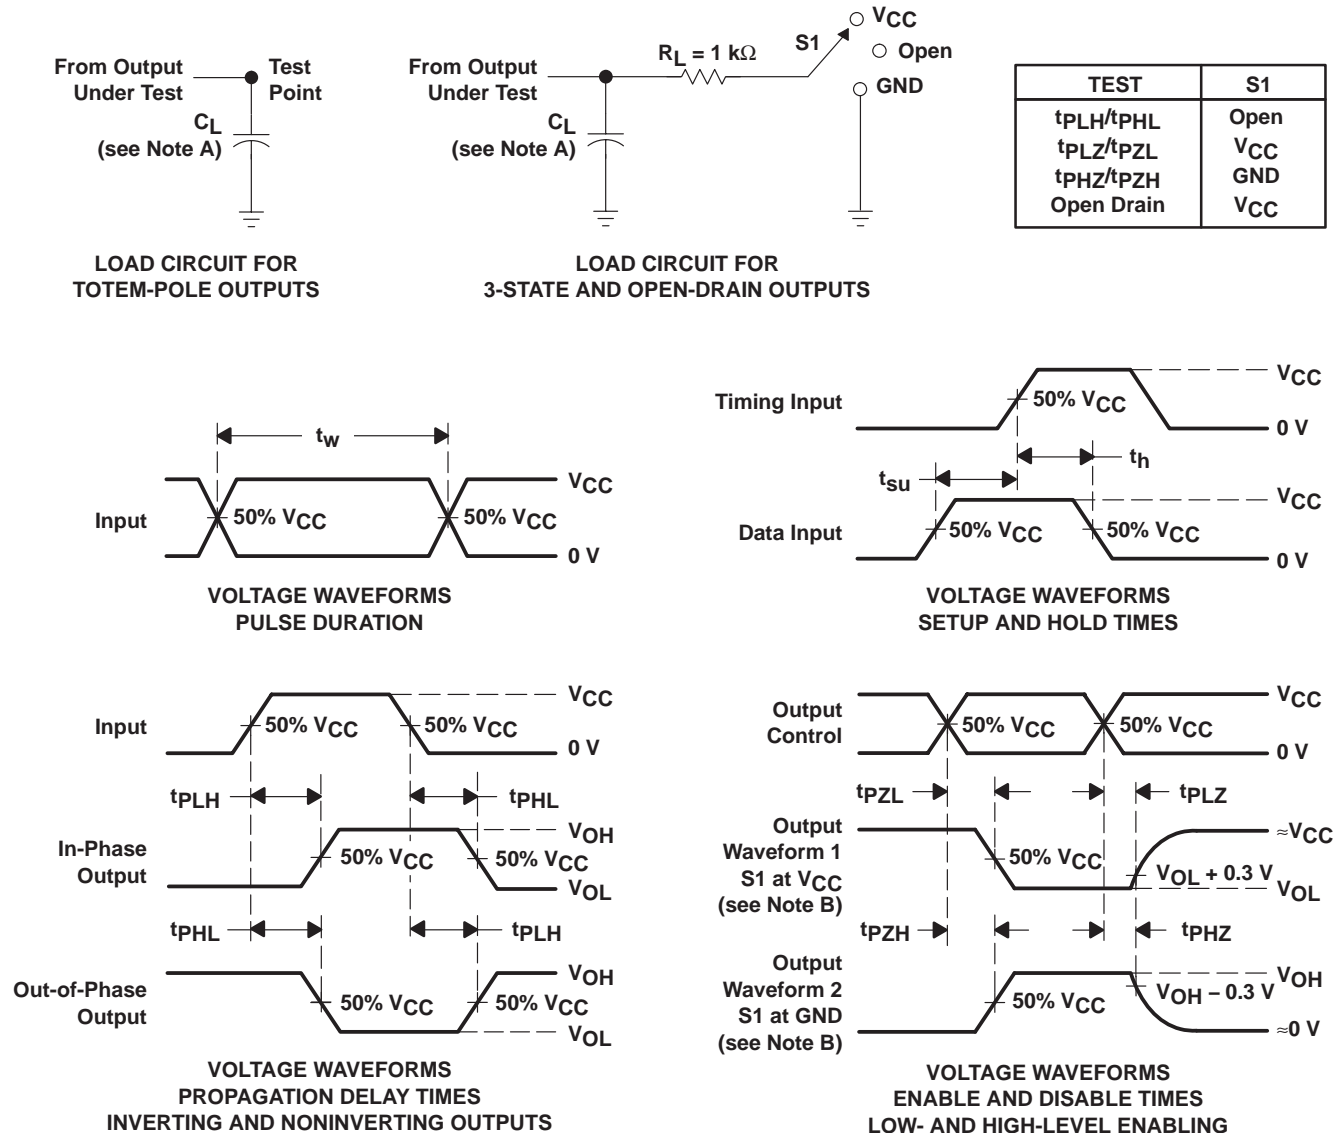 From Output
Under Test
Test
Point
CL
(see Note A)
LOAD CIRCUIT FOR
TOTEM-POLE OUTPUTS
From Output
Under Test
CL
(see Note A)
RL = 1 kΩ
S1
VCC
Open
GND
LOAD CIRCUIT FOR
3-STATE AND OPEN-DRAIN OUTPUTS
TEST S1
tPLH/tPHL Open
tPLZ/tPZL VCC
tPHZ/tPZH GND
Open Drain VCC
tw
Input
50% VCC
50% VCC
VCC
0 V
VOLTAGE WAVEFORMS
PULSE DURATION
Timing Input
50% VCC
VCC
0 V
tsu
th
Data Input
50% VCC
50% VCC
VCC
0 V
VOLTAGE WAVEFORMS
SETUP AND HOLD TIMES
Input
50% VCC
50% VCC
VCC
0 V
tPLH
tPHL
In-Phase
Output
50% VCC
50% VCC
VOH
VOL
tPHL
tPLH
Out-of-Phase
Output
50% VCC
50% VCC
VOH
VOL
VOLTAGE WAVEFORMS
PROPAGATION DELAY TIMES
INVERTING AND NONINVERTING OUTPUTS
Output
Control
50% VCC
50% VCC
VCC
0 V
tPZL
tPLZ
Output
Waveform 1
S1 at VCC
(see Note B)
50% VCC
VOL + 0.3 V
≈VCC
VOL
tPZH
tPHZ
Output
Waveform 2
S1 at GND
(see Note B)
50% VCC
VOH − 0.3 V
VOH
≈0 V
VOLTAGE WAVEFORMS
ENABLE AND DISABLE TIMES
LOW- AND HIGH-LEVEL ENABLING